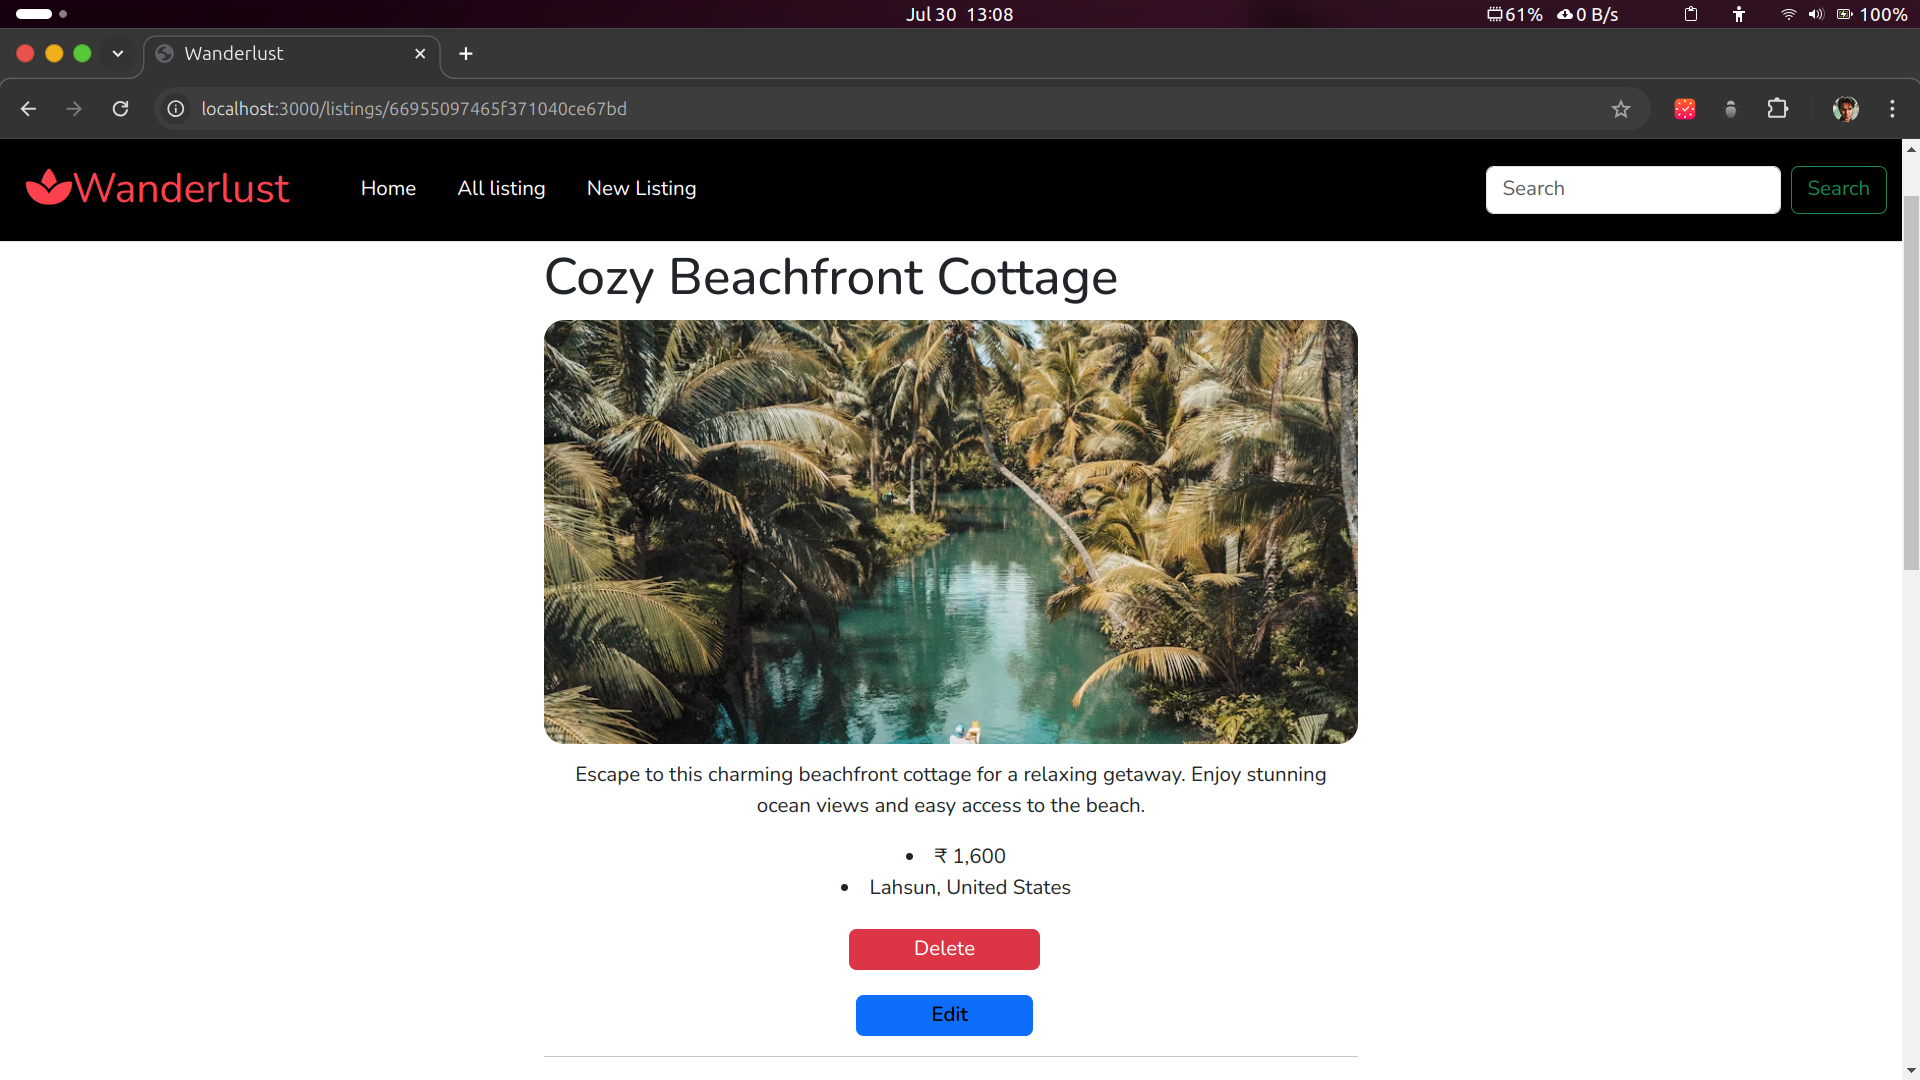 Jul 30 13:08
61% 0 B/s 100%
Wanderlust
localhost:3000/listings/66955097465f371040ce67bd
Wanderlust Home All listing New Listing Search Search
Cozy Beachfront Cottage
Escape to this charming beachfront cottage for a relaxing getaway. Enjoy stunning
ocean views and easy access to the beach.
• ₹ 1,600
• Lahsun, United States
Delete
Edit